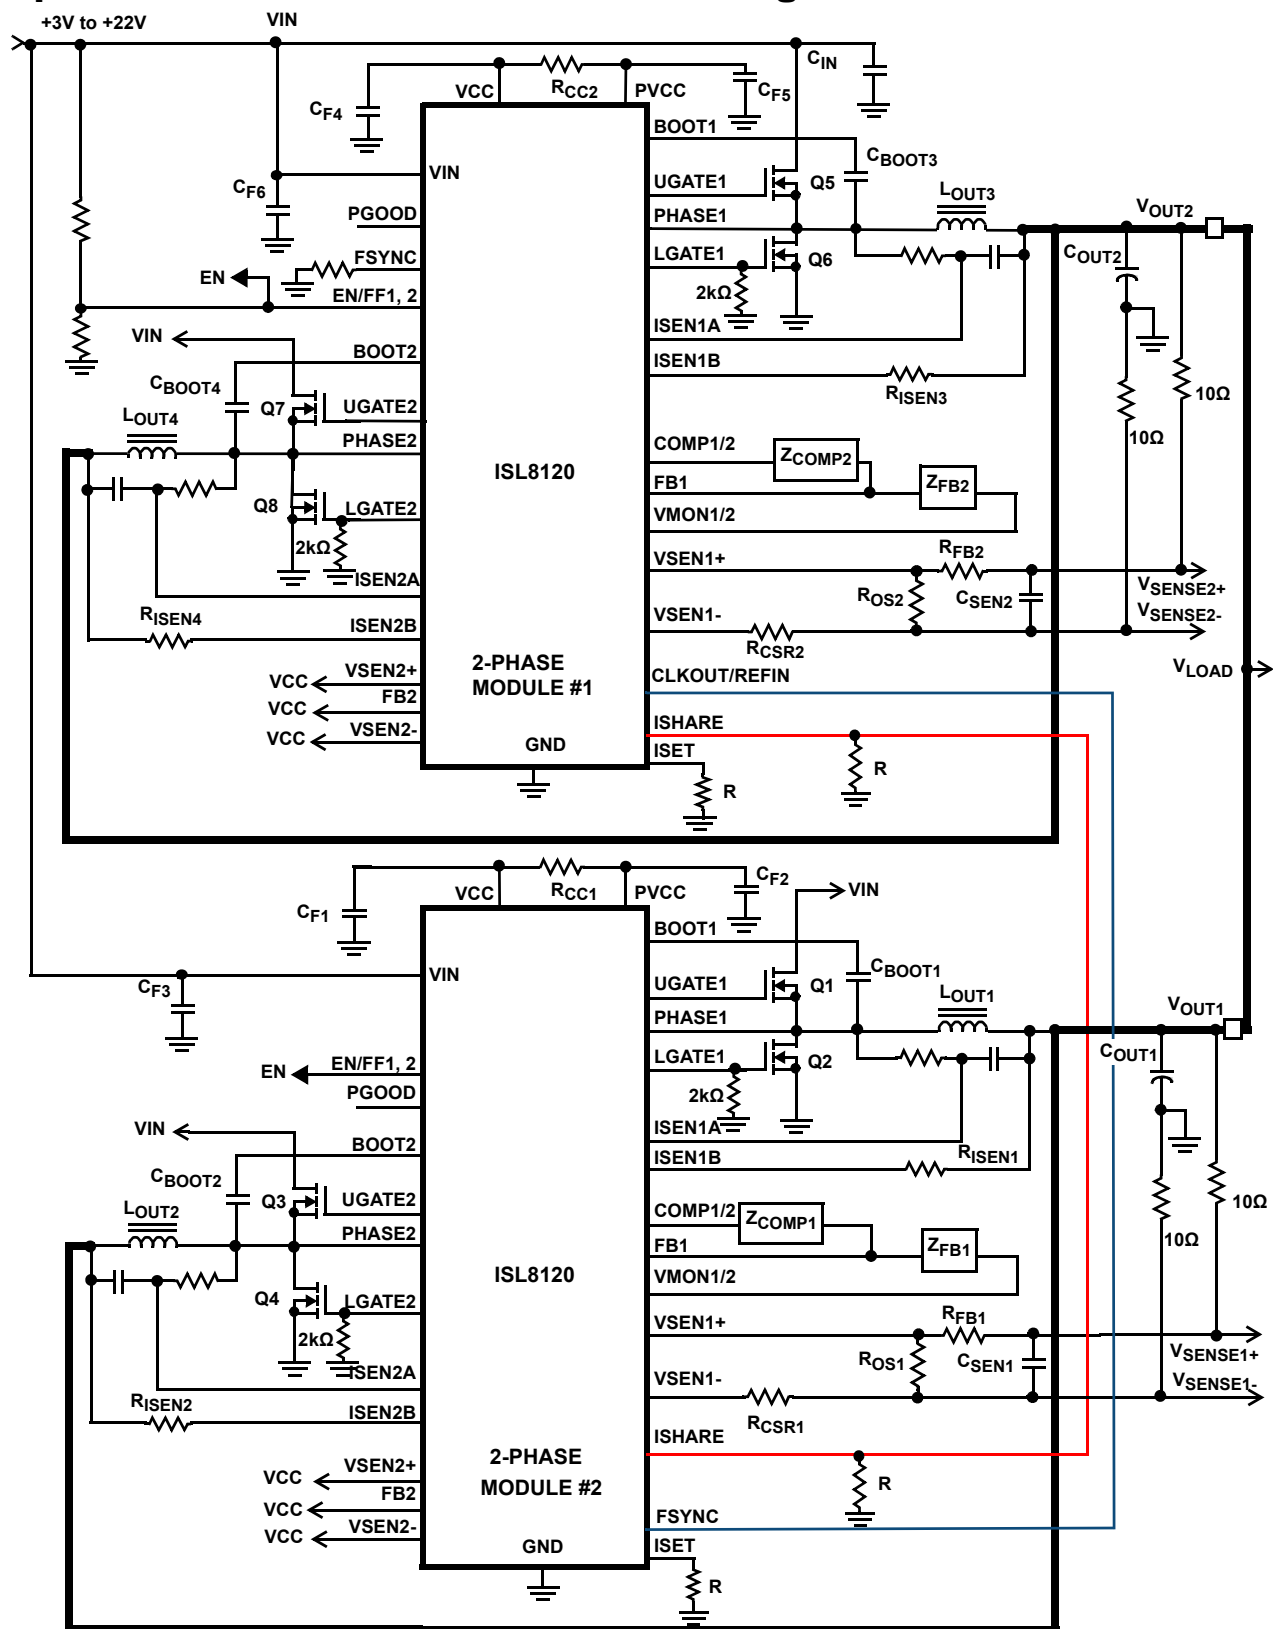 +3V to +22V
VIN
CIN
VCC
RCC2
PVCC
CF5
CF4
BOOT1
CBOOT3
VIN
CF6
UGATE1
Q5
LOUT3
PGOOD
PHASE1
VOUT2
FSYNC
LGATE1
Q6
COUT2
EN
EN/FF1, 2
2kΩ
VIN
ISEN1A
BOOT2
ISEN1B
CBOOT4
RISEN3
10Ω
Q7
UGATE2
LOUT4
PHASE2
COMP1/2
ZCOMP2
10Ω
ISL8120
FB1
ZFB2
Q8
LGATE2
VMON1/2
2kΩ
RFB2
VSEN1+
ISEN2A
VSENSE2+
ROS2
CSEN2
RISEN4
ISEN2B
VSEN1-
VSENSE2-
RCSR2
2-PHASE
MODULE #1
VSEN2+
CLKOUT/REFIN
VLOAD
VCC
FB2
VCC
VSEN2-
ISHARE
VCC
GND
ISET
R
R
VCC
RCC1
PVCC
CF2
VIN
CF1
BOOT1
CBOOT1
VIN
CF3
UGATE1
Q1
LOUT1
PHASE1
VOUT1
LGATE1
Q2
COUT1
EN
EN/FF1, 2
PGOOD
2kΩ
VIN
ISEN1A
BOOT2
ISEN1B
RISEN1
CBOOT2
Q3
UGATE2
10Ω
LOUT2
COMP1/2
ZCOMP1
PHASE2
FB1
ZFB1
10Ω
ISL8120
VMON1/2
Q4
LGATE2
2kΩ
VSEN1+
RFB1
VSENSE1+
ISEN2A
ROS1
CSEN1
VSEN1-
VSENSE1-
RISEN2
ISEN2B
RCSR1
ISHARE
2-PHASE
MODULE #2
VSEN2+
VCC
FB2
R
VCC
VSEN2-
FSYNC
VCC
GND
ISET
R